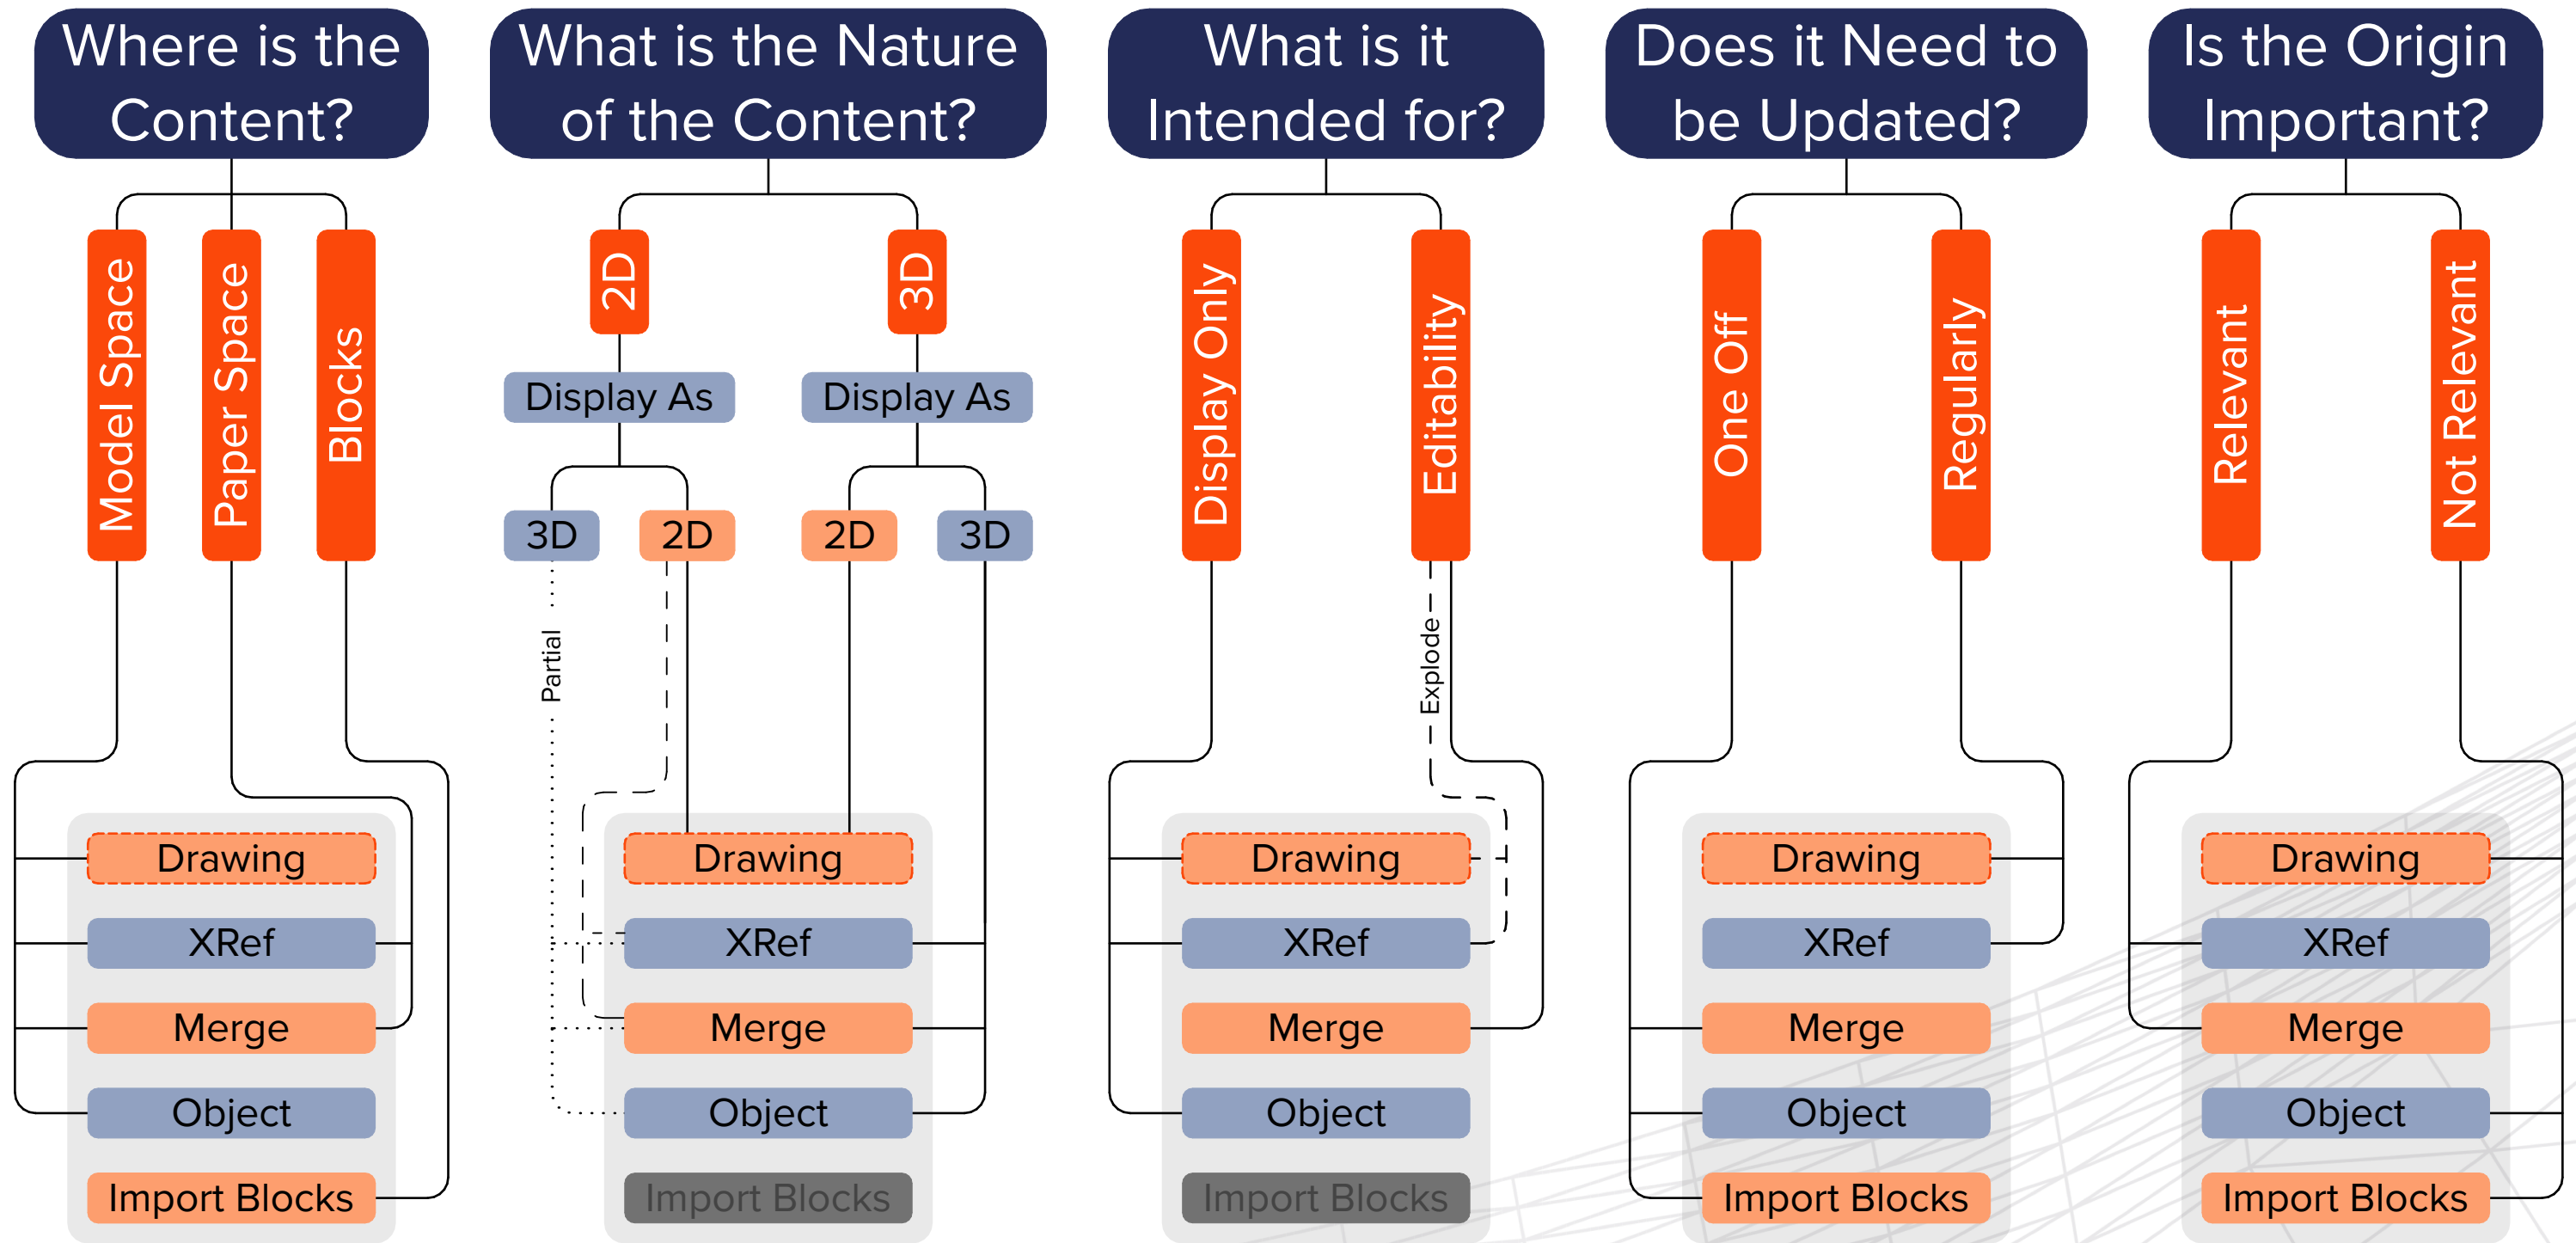 Where is the
Content?
Model Space
Paper Space
Blocks
Drawing
XRef
Merge
Object
Import Blocks
What is the Nature
of the Content?
2D
3D
Display As
Display As
3D
2D
2D
3D
Partial
Drawing
XRef
Merge
Object
Import Blocks
What is it
Intended for?
Display Only
Editability
Explode
Drawing
XRef
Merge
Object
Import Blocks
Does it Need to
be Updated?
One Off
Regularly
Drawing
XRef
Merge
Object
Import Blocks
Is the Origin
Important?
Relevant
Not Relevant
Drawing
XRef
Merge
Object
Import Blocks